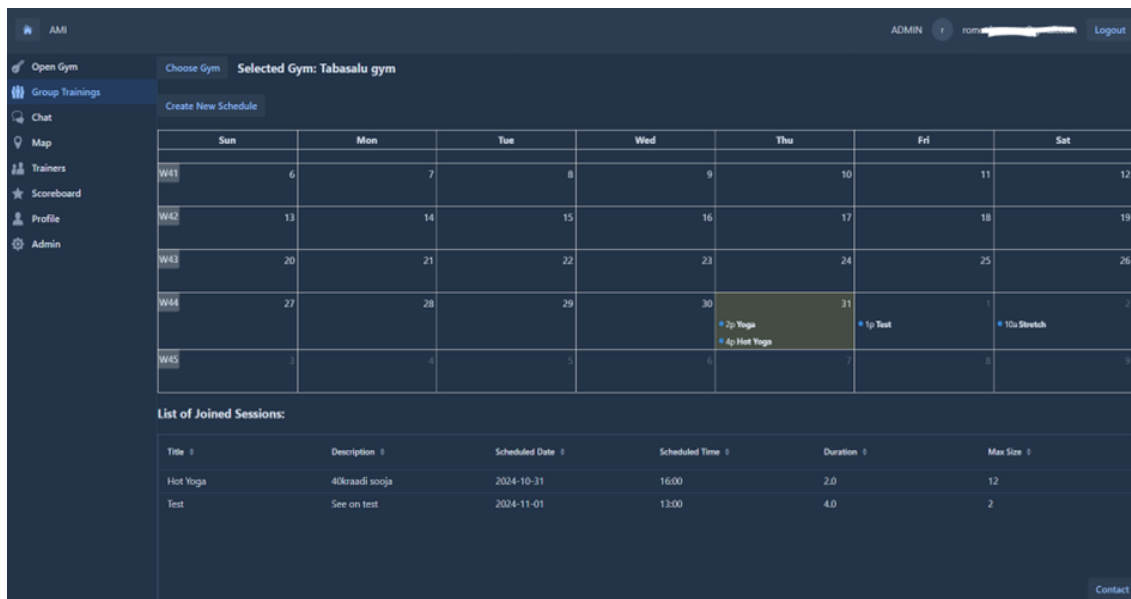 AMI
ADMIN r rom Logout
Open Gym
Group Trainings
Chat
Map
Trainers
Scoreboard
Profile
Admin
Choose Gym Selected Gym: Tabasalu gym
Create New Schedule
Sun Mon Tue Wed Thu Fri Sat
W41 6 7 8 9 10 11 12
W42 13 14 15 16 17 18 19
W43 20 21 22 23 24 25 26
W44 27 28 29 30 31 1 2
2p Yoga 1p Test 10a Stretch
4p Hot Yoga
W45 3 4 5 6 7 8 9
List of Joined Sessions:
Title Description Scheduled Date Scheduled Time Duration Max Size
Hot Yoga 40kraadi sooja 2024-10-31 16:00 2.0 12
Test See on test 2024-11-01 13:00 4.0 2
Contact